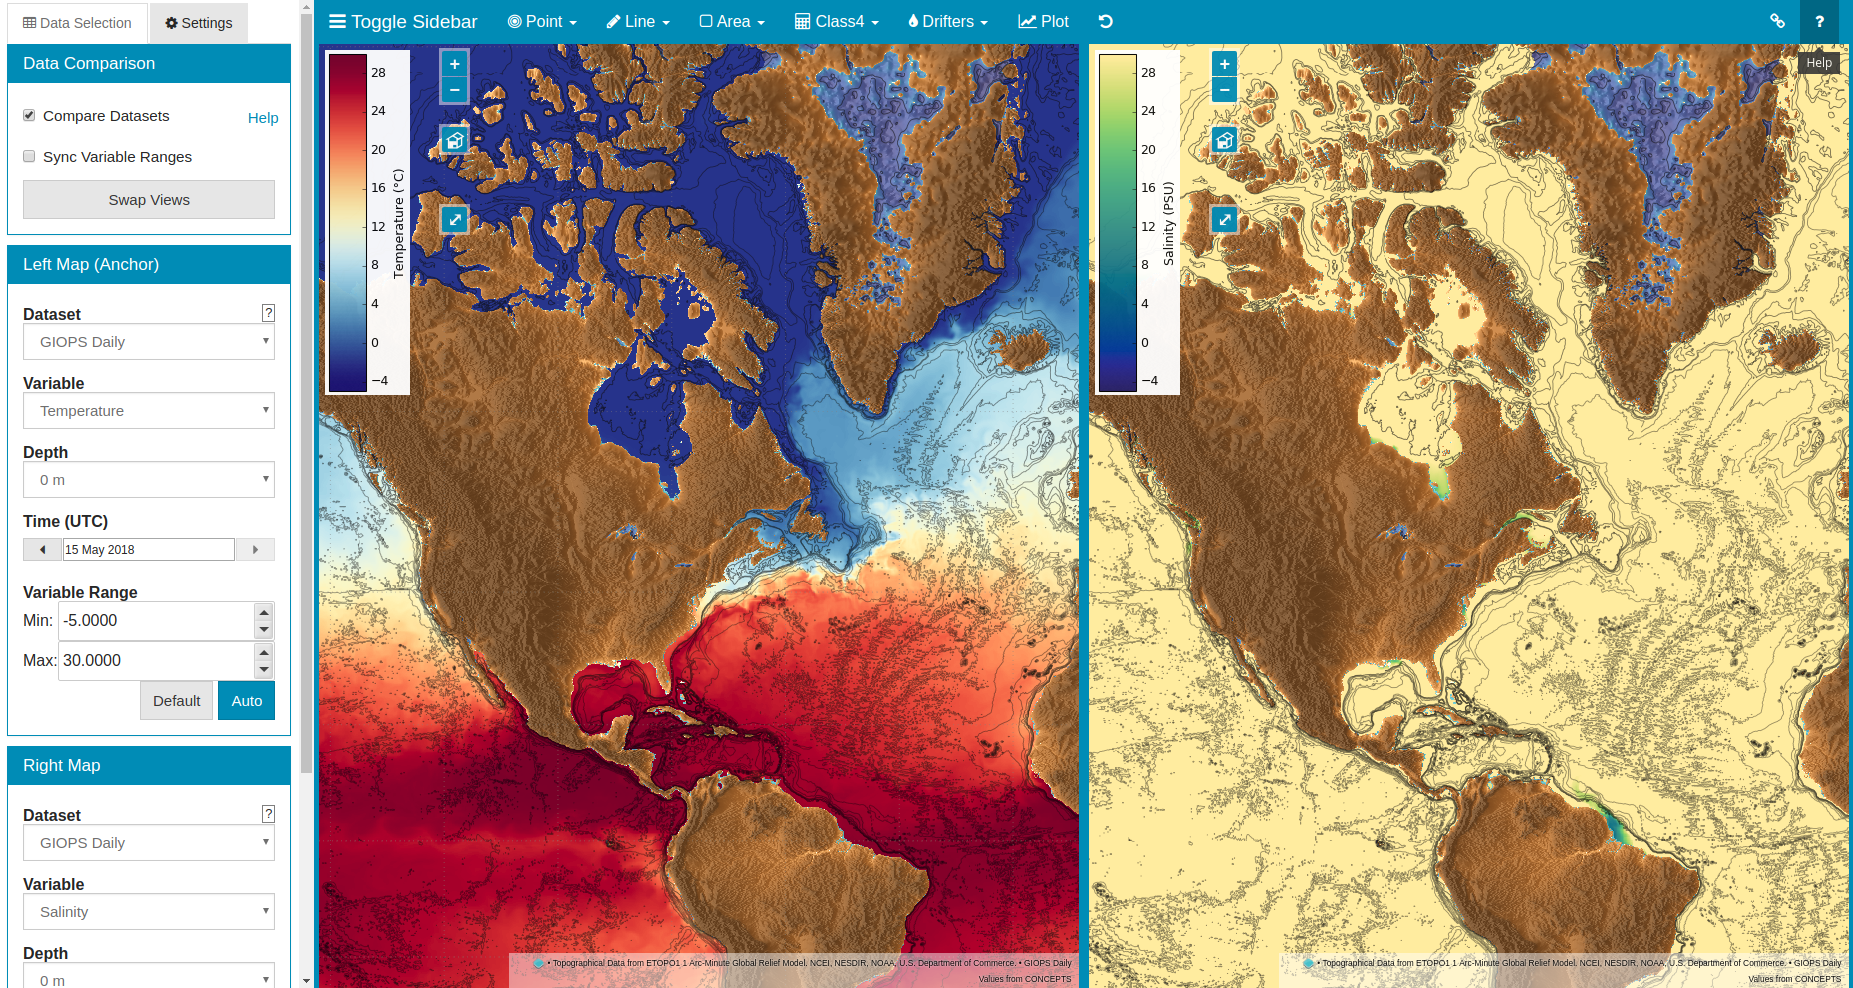 Data Selection
Settings
Toggle Sidebar
Point
Line
Area
Class4
Drifters
Plot
?
Help
Data Comparison
Compare Datasets
Help
Sync Variable Ranges
Swap Views
Left Map (Anchor)
Dataset
?
GIOPS Daily
Variable
Temperature
Depth
0 m
Time (UTC)
15 May 2018
Variable Range
Min:
-5.0000
Max:
30.0000
Default
Auto
Right Map
Dataset
?
GIOPS Daily
Variable
Salinity
Depth
0 m
28
24
20
16
12
8
4
0
−4
Temperature (°C)
+
−
• Topographical Data from ETOPO1 1 Arc-Minute Global Relief Model. NCEI, NESDIR, NOAA, U.S. Department of Commerce. • GIOPS Daily
Values from CONCEPTS
28
24
20
16
12
8
4
0
−4
Salinity (PSU)
+
−
• Topographical Data from ETOPO1 1 Arc-Minute Global Relief Model. NCEI, NESDIR, NOAA, U.S. Department of Commerce. • GIOPS Daily
Values from CONCEPTS